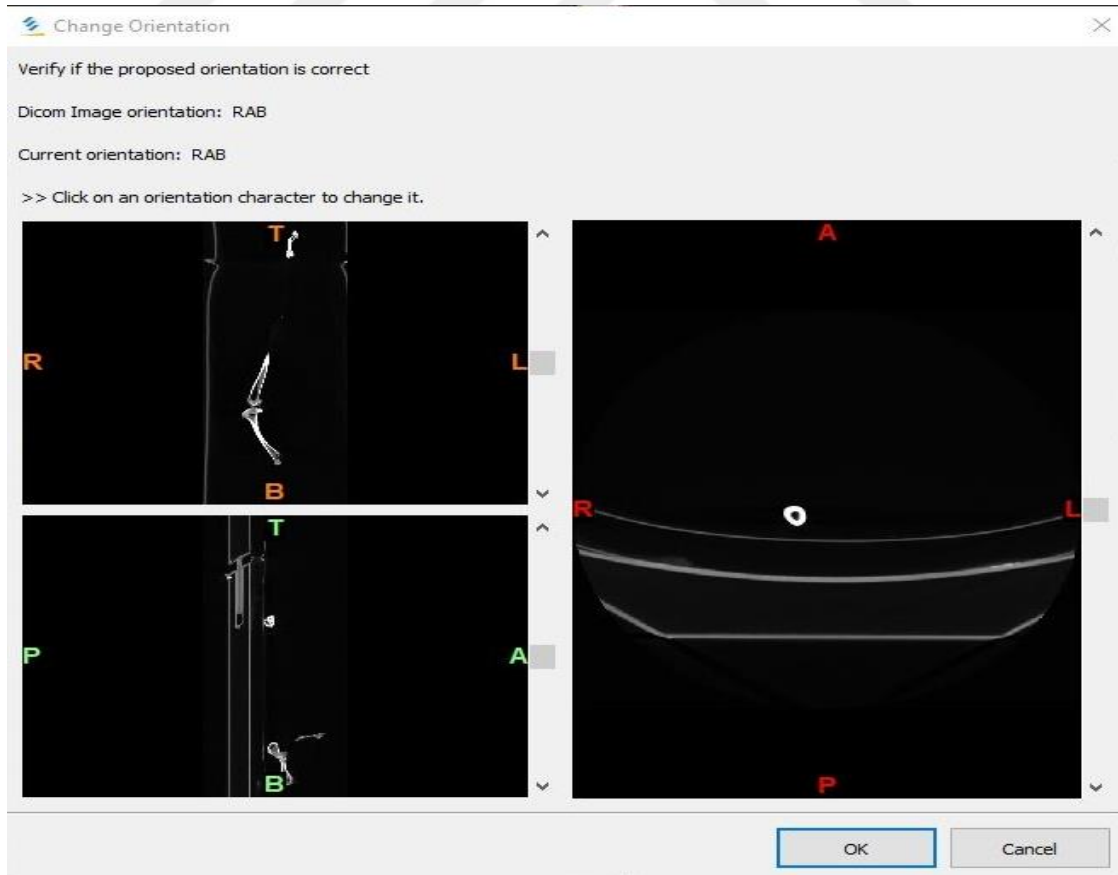 Change Orientation
Verify if the proposed orientation is correct
Dicom Image orientation: RAB
Current orientation: RAB
>> Click on an orientation character to change it.
T
R L
B
T
P A
B
A
R L
P
OK Cancel